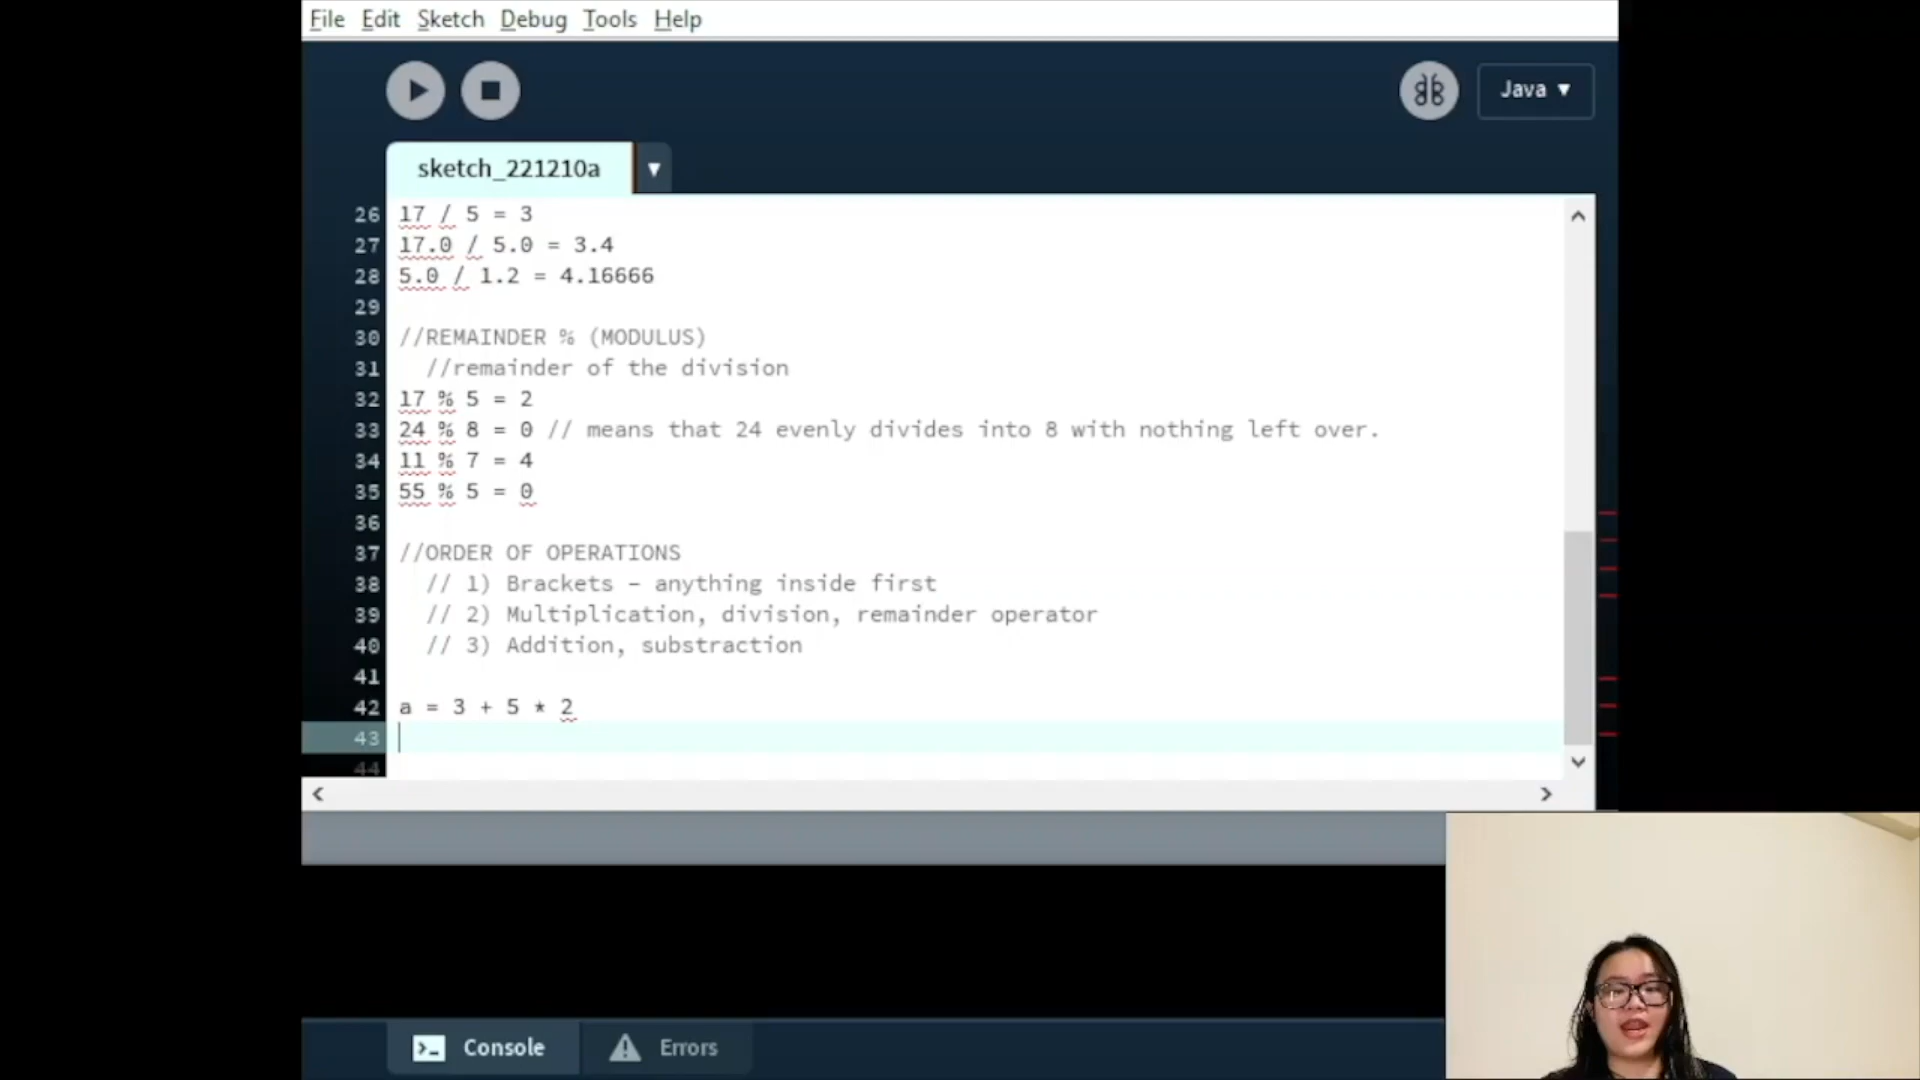 File Edit Sketch Debug Tools Help
Java ▼
sketch_221210a ▼
26 17 / 5 = 3
27 17.0 / 5.0 = 3.4
28 5.0 / 1.2 = 4.16666
29
30 //REMAINDER % (MODULUS)
31 //remainder of the division
32 17 % 5 = 2
33 24 % 8 = 0 // means that 24 evenly divides into 8 with nothing left over.
34 11 % 7 = 4
35 55 % 5 = 0
36
37 //ORDER OF OPERATIONS
38 // 1) Brackets - anything inside first
39 // 2) Multiplication, division, remainder operator
40 // 3) Addition, substraction
41
42 a = 3 + 5 * 2
43
44
Console Errors